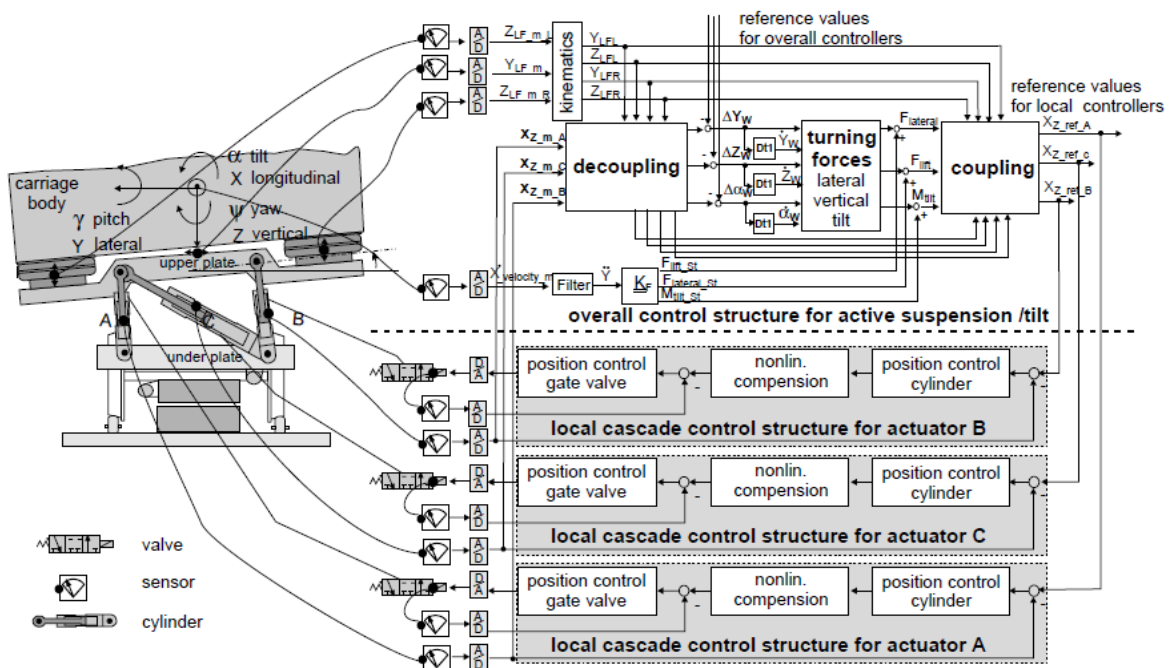 reference values
for overall controllers
A
D
Z_LF_m_L
Y_LFL
Z_LFL
A
D
Y_LF_m
Y_LFR
Z_LFR
A
D
Z_LF_m_R
kinematics
reference values
for local controllers
X_Z_m_A
X_Z_m_C
X_Z_m_B
decoupling
-
-
-
ΔY_W
ΔZ_W
Δα_W
Dt1
Dt1
Dt1
Ẏ_W
Ż_W
α̇_W
turning
forces
lateral
vertical
tilt
F_lateral
F_lift
M_tilt
+
+
+
coupling
X_Z_ref_A
X_Z_ref_c
X_Z_ref_B
carriage
body
α tilt
X longitudinal
γ pitch
Y lateral
ψ yaw
Z vertical
upper plate
A
C
B
under plate
A
D
X_velocity_m
Filter
Ÿ
K_F
F_lift_St
F_lateral_St
M_tilt_St
overall control structure for active suspension /tilt
D
A
position control
gate valve
-
nonlin.
compension
position control
cylinder
-
A
D
A
D
local cascade control structure for actuator B
D
A
position control
gate valve
-
nonlin.
compension
position control
cylinder
-
A
D
A
D
local cascade control structure for actuator C
D
A
position control
gate valve
-
nonlin.
compension
position control
cylinder
-
A
D
A
D
local cascade control structure for actuator A
valve
sensor
cylinder